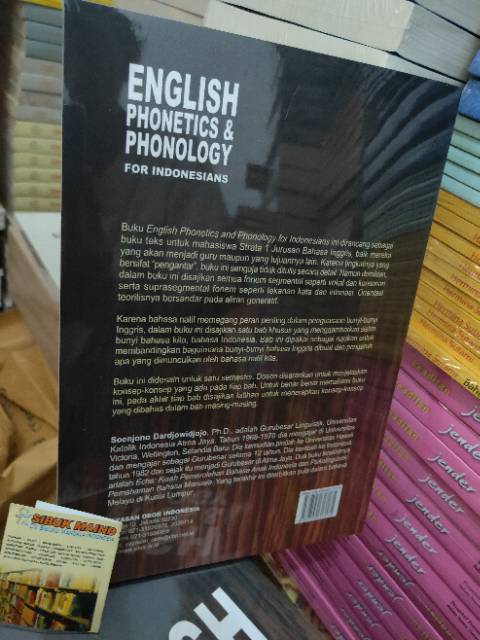 ENGLISH
PHONETICS &
PHONOLOGY
FOR INDONESIANS
Buku English Phonetics and Phonology for Indonesians ini dirancang sebagai
buku teks untuk mahasiswa Strata 1 Jurusan Bahasa Inggris, baik mereka
yang akan menjadi guru maupun yang tujuannya lain. Karena tingkatnya yang
bersifat "pengantar", buku ini sengaja tidak ditulis secara detail. Namun demikian,
dalam buku ini disajikan semua fonem segmental seperti vokal dan konsonan
serta suprasegmental fonem seperti tekanan kata dan intonasi. Orientasi
teoritisnya bersandar pada aliran generatif.
Karena bahasa natif memegang peran penting dalam penguasaan bunyi-bunyi
Inggris, dalam buku ini disajikan satu bab khusus yang menggambarkan sistem
bunyi bahasa kita, bahasa Indonesia. Bab ini dipakai sebagai rujukan untuk
membandingkan bagaimana bunyi-bunyi bahasa Inggris dibuat dan pengaruh
apa yang dimunculkan oleh bahasa natif kita.
Buku ini didesain untuk satu semester. Dosen disarankan untuk menjelaskan
konsep-konsep yang ada pada tiap bab. Untuk benar-benar memahami buku
ini, pada akhir tiap bab disajikan latihan untuk menerapkan konsep-konsep
yang dibahas dalam bab masing-masing.
Soenjono Dardjowidjojo, Ph.D., adalah Gurubesar Linguistik, Universitas
Katolik Indonesia Atma Jaya. Tahun 1968-1970 dia mengajar di Universitas
Victoria, Wellington, Selandia Baru. Dia kemudian pindah ke Universitas Hawaii
dan mengajar sebagai Gurubesar selama 12 tahun. Dia kembali ke Indonesia
tahun 1982 dan sejak itu menjadi Gurubesar di Atma Jaya. Dua buku terakhirnya
adalah Echa: Kisah Pemerolehan Bahasa Anak Indonesia dan Psikolinguistik:
Pemahaman Bahasa Manusia. Yang terakhir ini diterbitkan pula dalam bahasa
Melayu di Kuala Lumpur.
YASAN OBOR INDONESIA
SIBUK MAIND
jender
jender
jender
jender
jender
jender